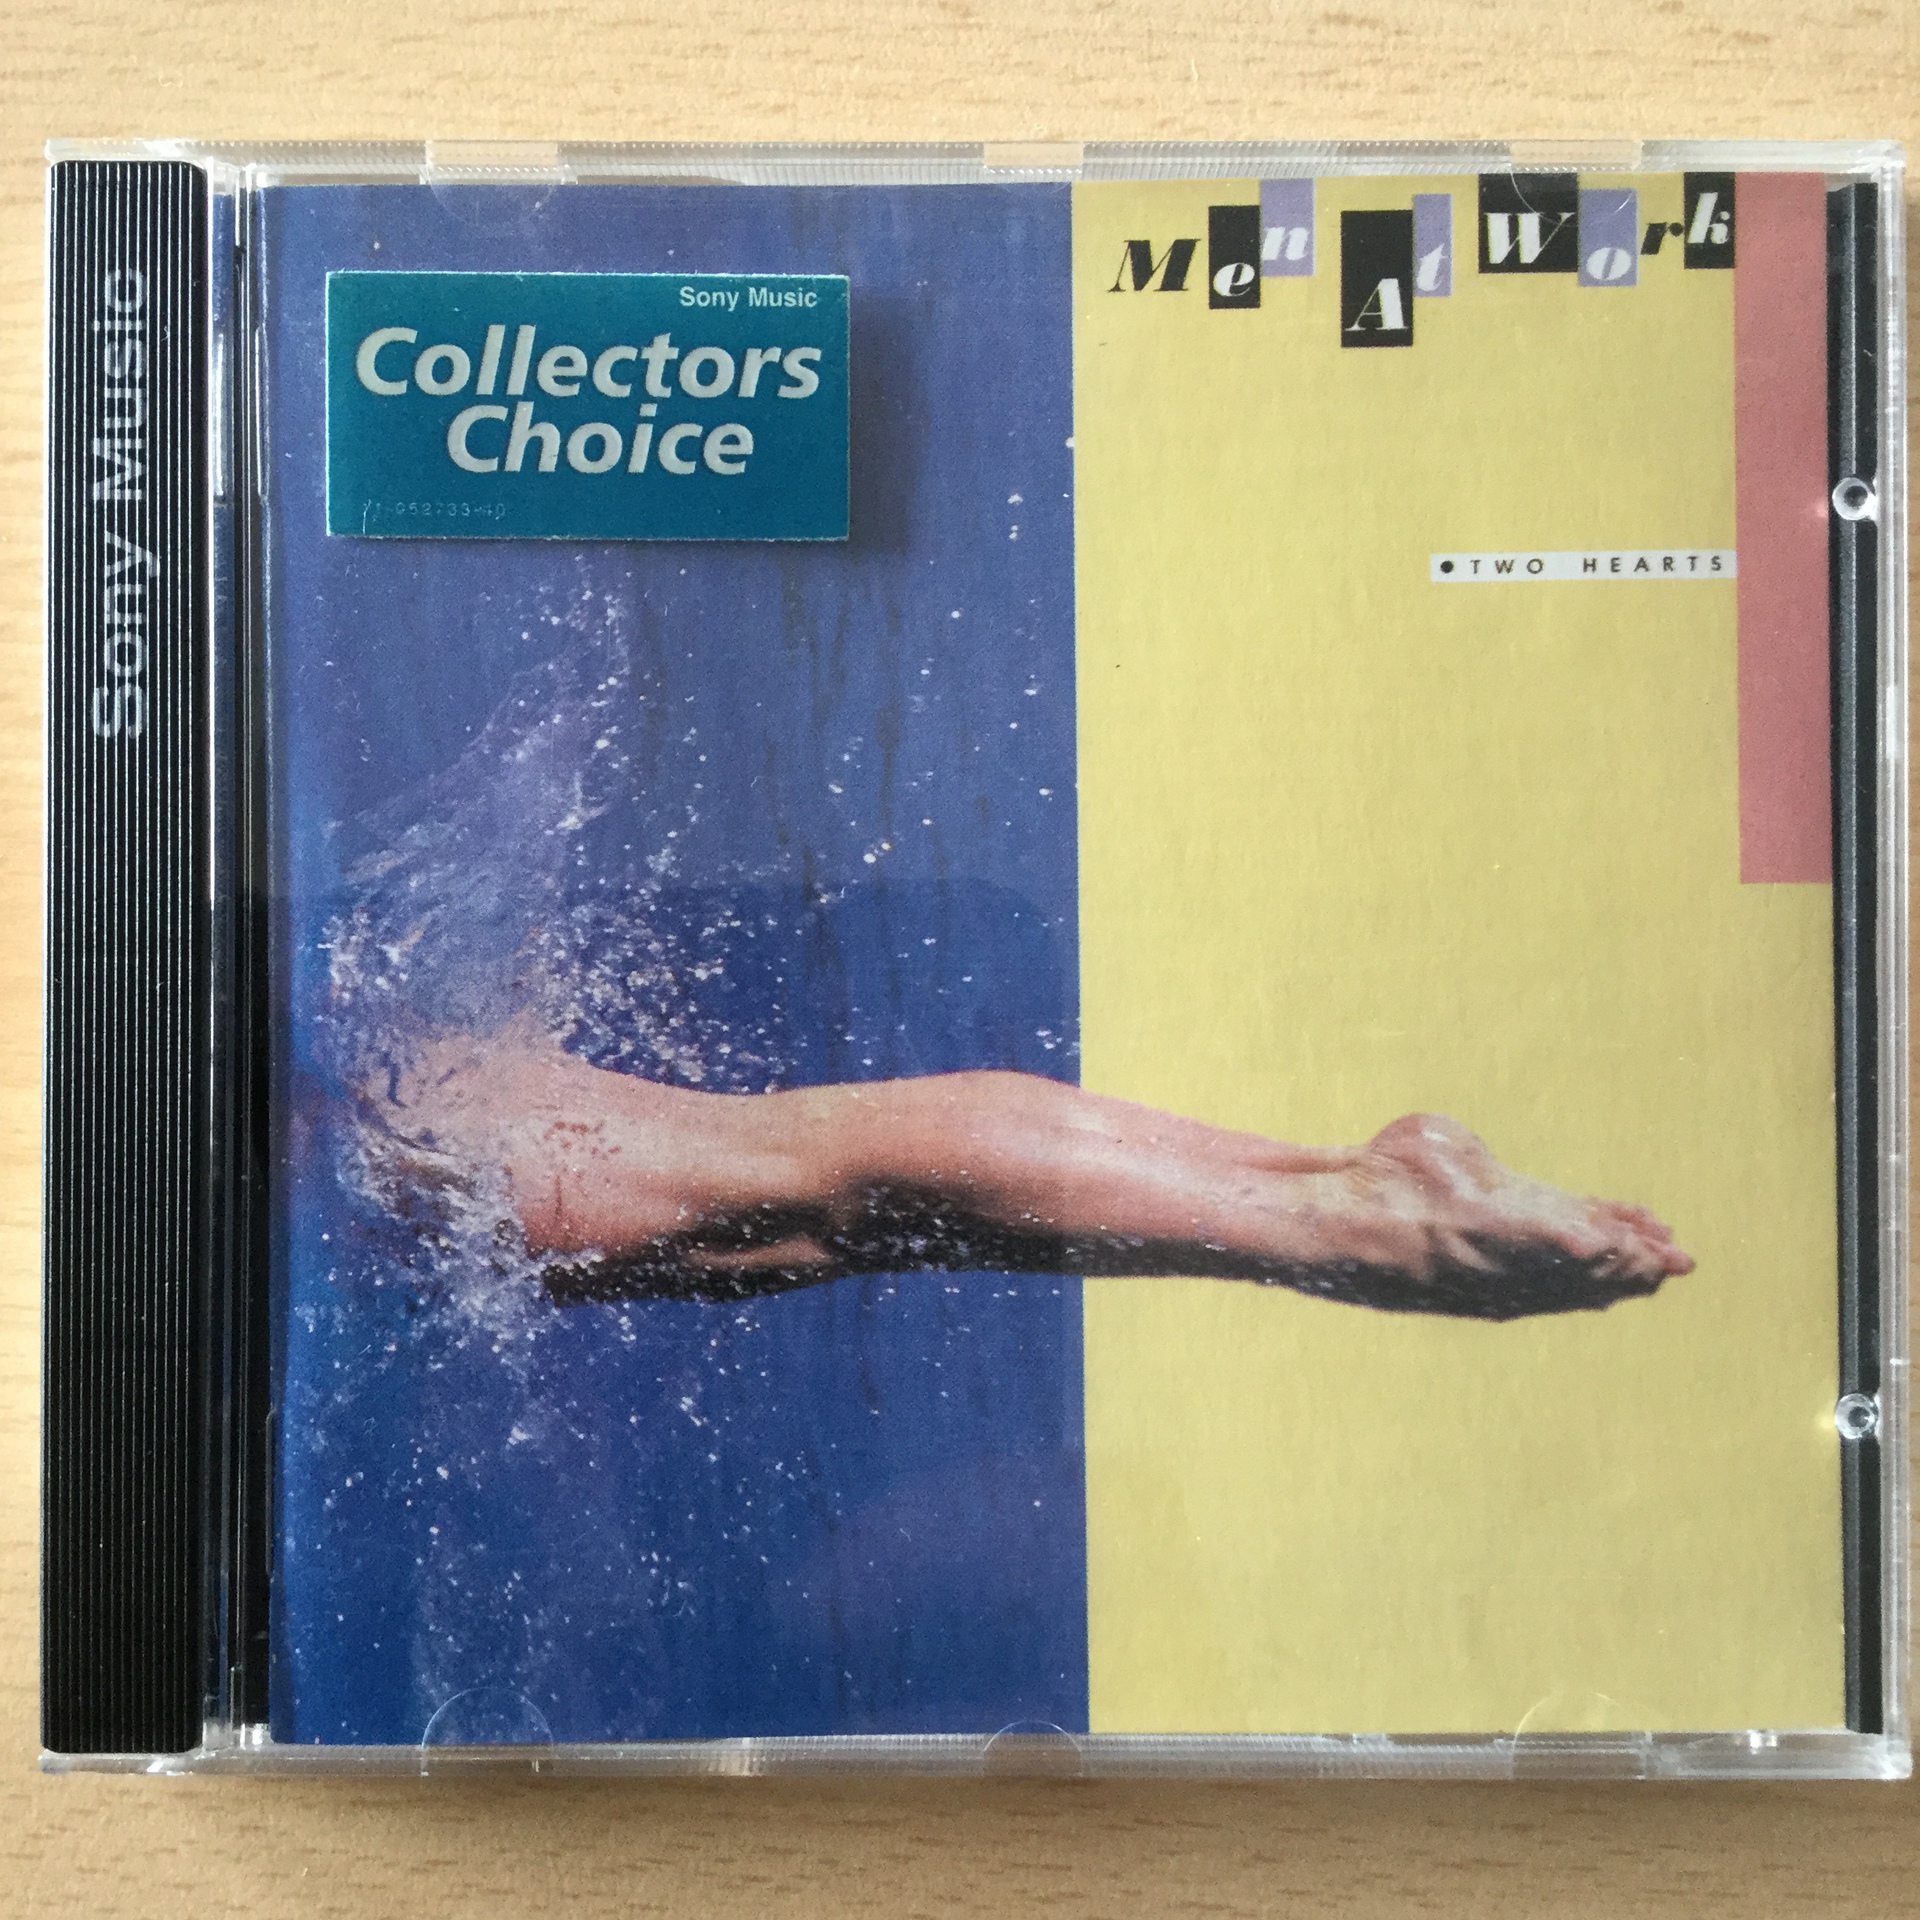 Sony Music
Sony Music
Collectors
Choice
Men At Work
• TWO HEARTS